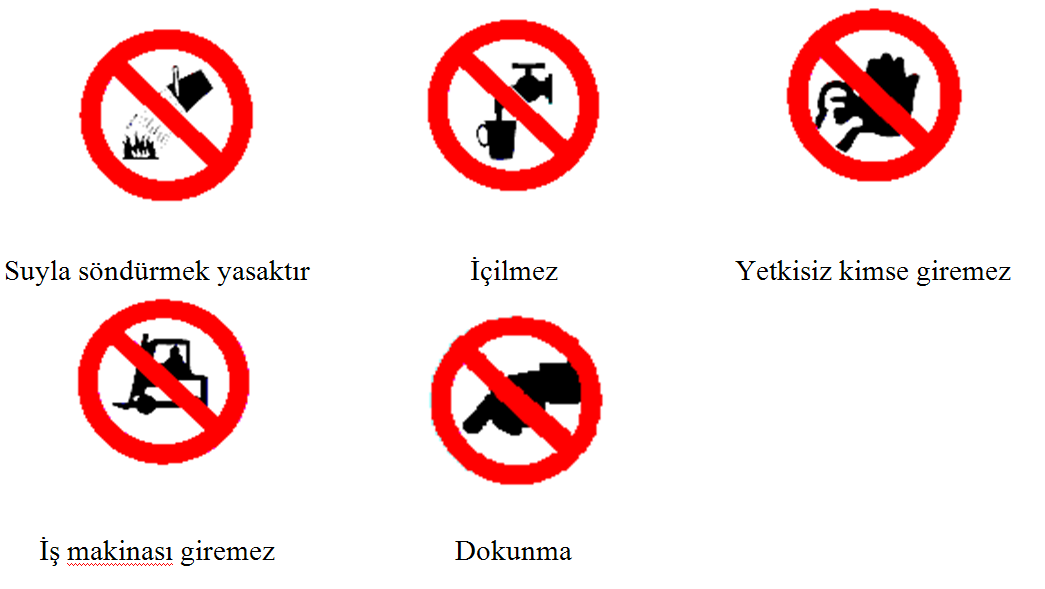 Suyla söndürmek yasaktır
İçilmez
Yetkisiz kimse giremez
İş makinası giremez
Dokunma